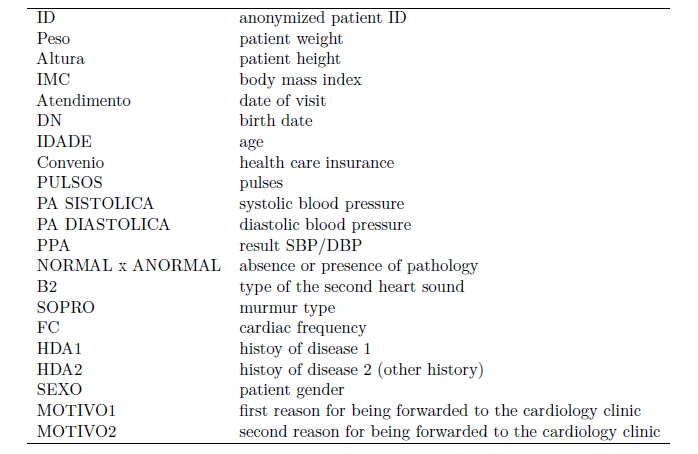 ID anonymized patient ID
Peso patient weight
Altura patient height
IMC body mass index
Atendimento date of visit
DN birth date
IDADE age
Convenio health care insurance
PULSOS pulses
PA SISTOLICA systolic blood pressure
PA DIASTOLICA diastolic blood pressure
PPA result SBP/DBP
NORMAL x ANORMAL absence or presence of pathology
B2 type of the second heart sound
SOPRO murmur type
FC cardiac frequency
HDA1 histoy of disease 1
HDA2 histoy of disease 2 (other history)
SEXO patient gender
MOTIVO1 first reason for being forwarded to the cardiology clinic
MOTIVO2 second reason for being forwarded to the cardiology clinic